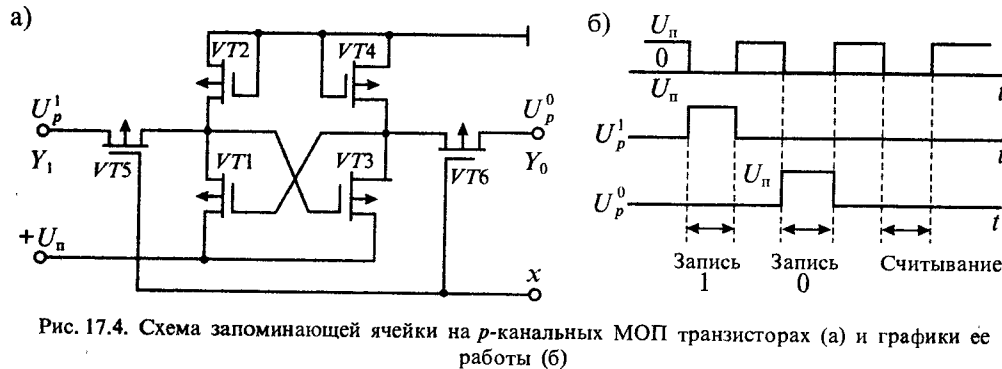 а)
VT2
VT4
U_p^1
Y_1
VT5
VT1
VT3
U_p^0
Y_0
VT6
+U_п
x
б)
U_п
0
t
U_п
U_p^1
t
U_п
U_p^0
t
Запись
1
Запись
0
Считывание
Рис. 17.4. Схема запоминающей ячейки на p-канальных МОП транзисторах (а) и графики ее
работы (б)